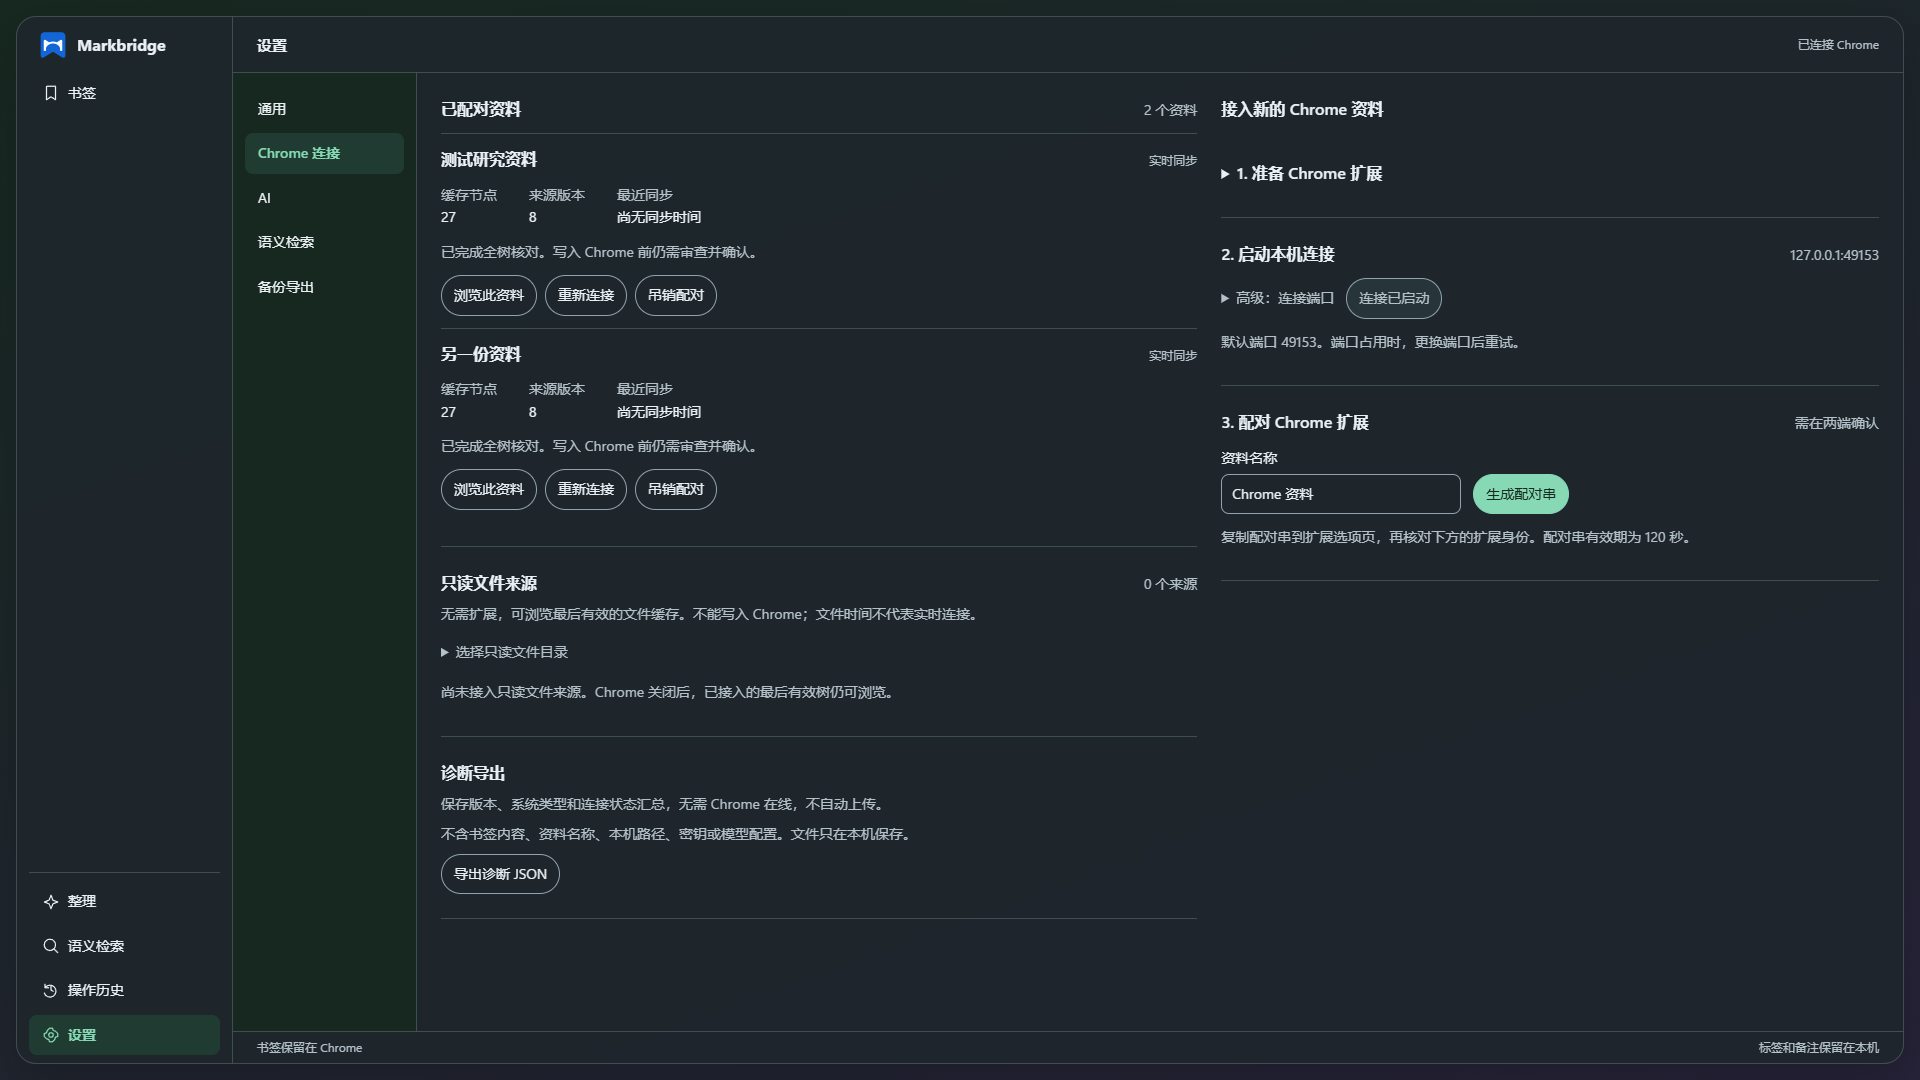 Markbridge
书签
整理
语义检索
操作历史
设置
设置
已连接 Chrome
通用
Chrome 连接
AI
语义检索
备份导出
已配对资料
2 个资料
测试研究资料
实时同步
缓存节点 来源版本 最近同步
27 8 尚无同步时间
已完成全树核对。写入 Chrome 前仍需审查并确认。
浏览此资料 重新连接 吊销配对
另一份资料
实时同步
缓存节点 来源版本 最近同步
27 8 尚无同步时间
已完成全树核对。写入 Chrome 前仍需审查并确认。
浏览此资料 重新连接 吊销配对
只读文件来源
0 个来源
无需扩展，可浏览最后有效的文件缓存。不能写入 Chrome；文件时间不代表实时连接。
选择只读文件目录
尚未接入只读文件来源。Chrome 关闭后，已接入的最后有效树仍可浏览。
诊断导出
保存版本、系统类型和连接状态汇总，无需 Chrome 在线，不自动上传。
不含书签内容、资料名称、本机路径、密钥或模型配置。文件只在本机保存。
导出诊断 JSON
接入新的 Chrome 资料
1. 准备 Chrome 扩展
2. 启动本机连接
127.0.0.1:49153
高级：连接端口 连接已启动
默认端口 49153。端口占用时，更换端口后重试。
3. 配对 Chrome 扩展
需在两端确认
资料名称
Chrome 资料 生成配对串
复制配对串到扩展选项页，再核对下方的扩展身份。配对串有效期为 120 秒。
书签保留在 Chrome
标签和备注保留在本机